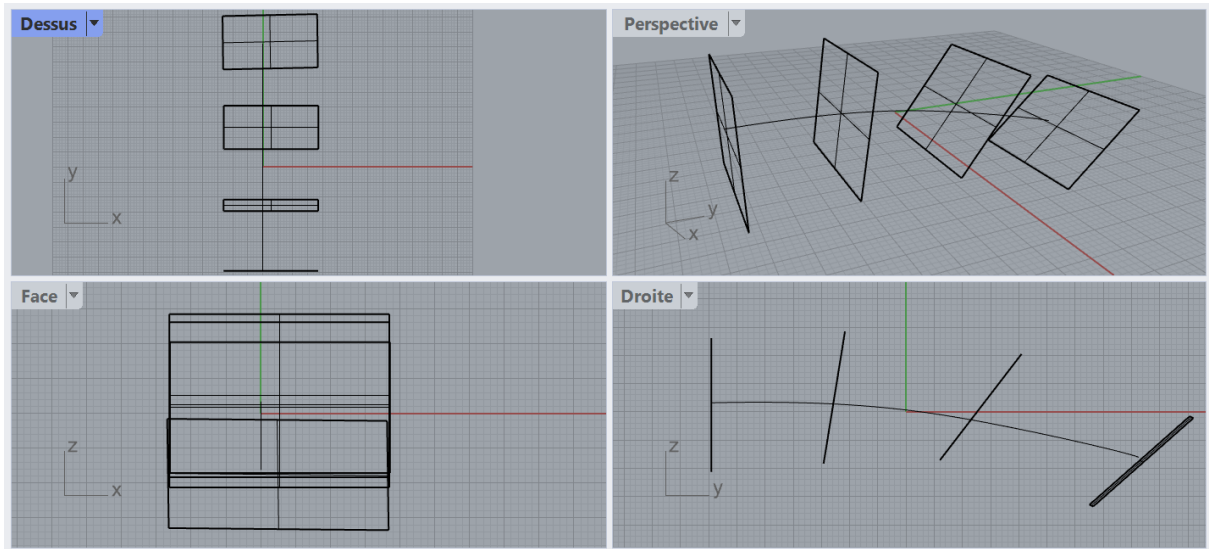 Dessus
y
x
Perspective
z
y
x
Face
z
x
Droite
z
y